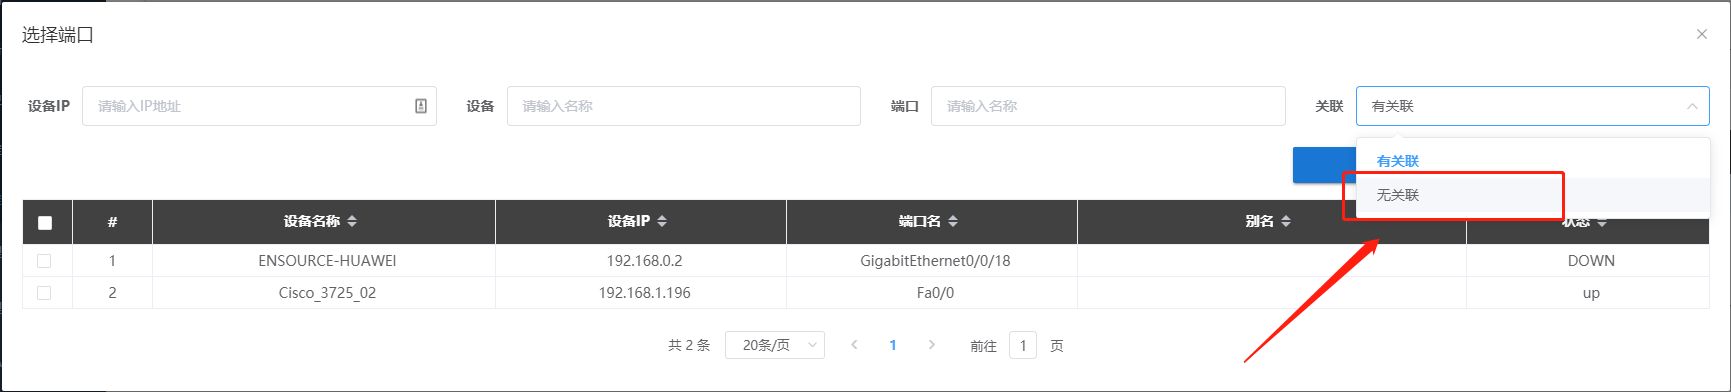 选择端口
设备IP 请输入IP地址 设备 请输入名称 端口 请输入名称 关联 有关联
有关联
无关联
# 设备名称 设备IP 端口名 别名 状态
1 ENSOURCE-HUAWEI 192.168.0.2 GigabitEthernet0/0/18 DOWN
2 Cisco_3725_02 192.168.1.196 Fa0/0 up
共 2 条 20条/页 1 前往 1 页